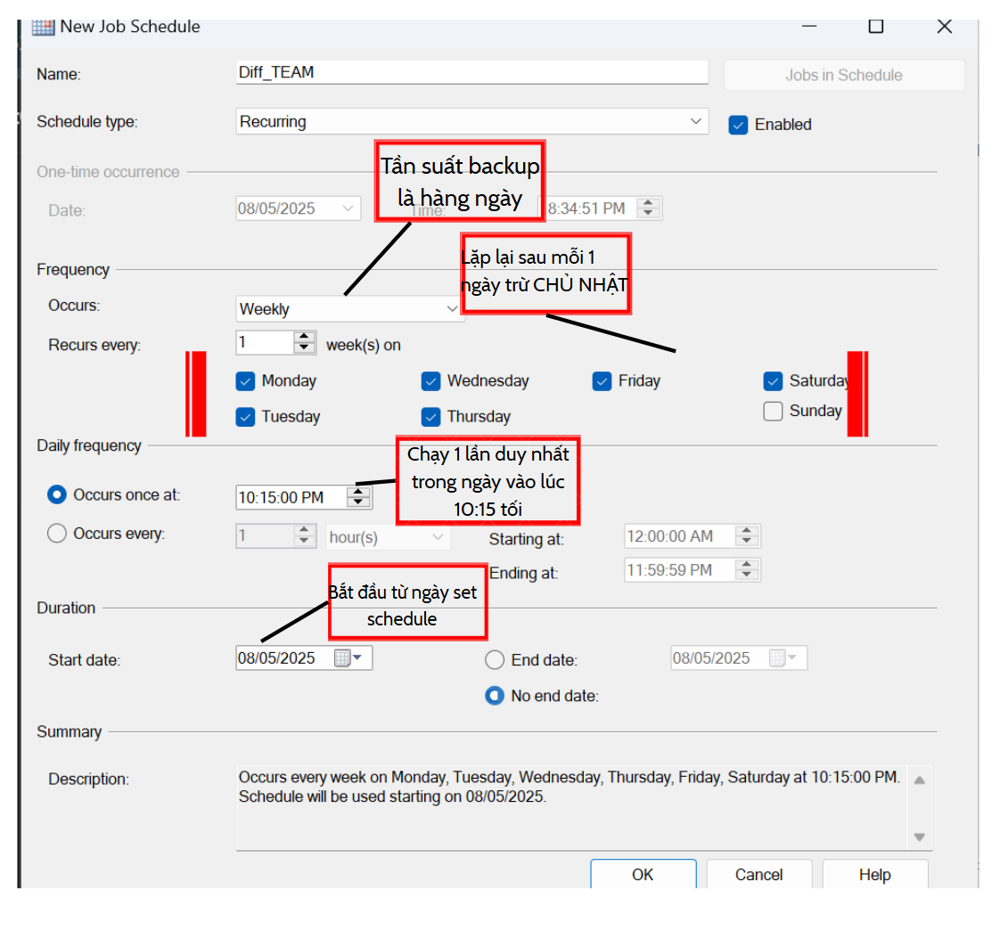 New Job Schedule
Name:
Diff_TEAM
Jobs in Schedule
Schedule type:
Recurring
Enabled
Tần suất backup
là hàng ngày
One-time occurrence
Date:
08/05/2025
Time:
8:34:51 PM
Lặp lại sau mỗi 1
ngày trừ CHỦ NHẬT
Frequency
Occurs:
Weekly
Recurs every:
1
week(s) on
Monday
Wednesday
Friday
Saturday
Tuesday
Thursday
Sunday
Daily frequency
Chạy 1 lần duy nhất
trong ngày vào lúc
10:15 tối
Occurs once at:
10:15:00 PM
Occurs every:
1
hour(s)
Starting at:
12:00:00 AM
Ending at:
11:59:59 PM
Bắt đầu từ ngày set
schedule
Duration
Start date:
08/05/2025
End date:
08/05/2025
No end date:
Summary
Description:
Occurs every week on Monday, Tuesday, Wednesday, Thursday, Friday, Saturday at 10:15:00 PM.
Schedule will be used starting on 08/05/2025.
OK
Cancel
Help